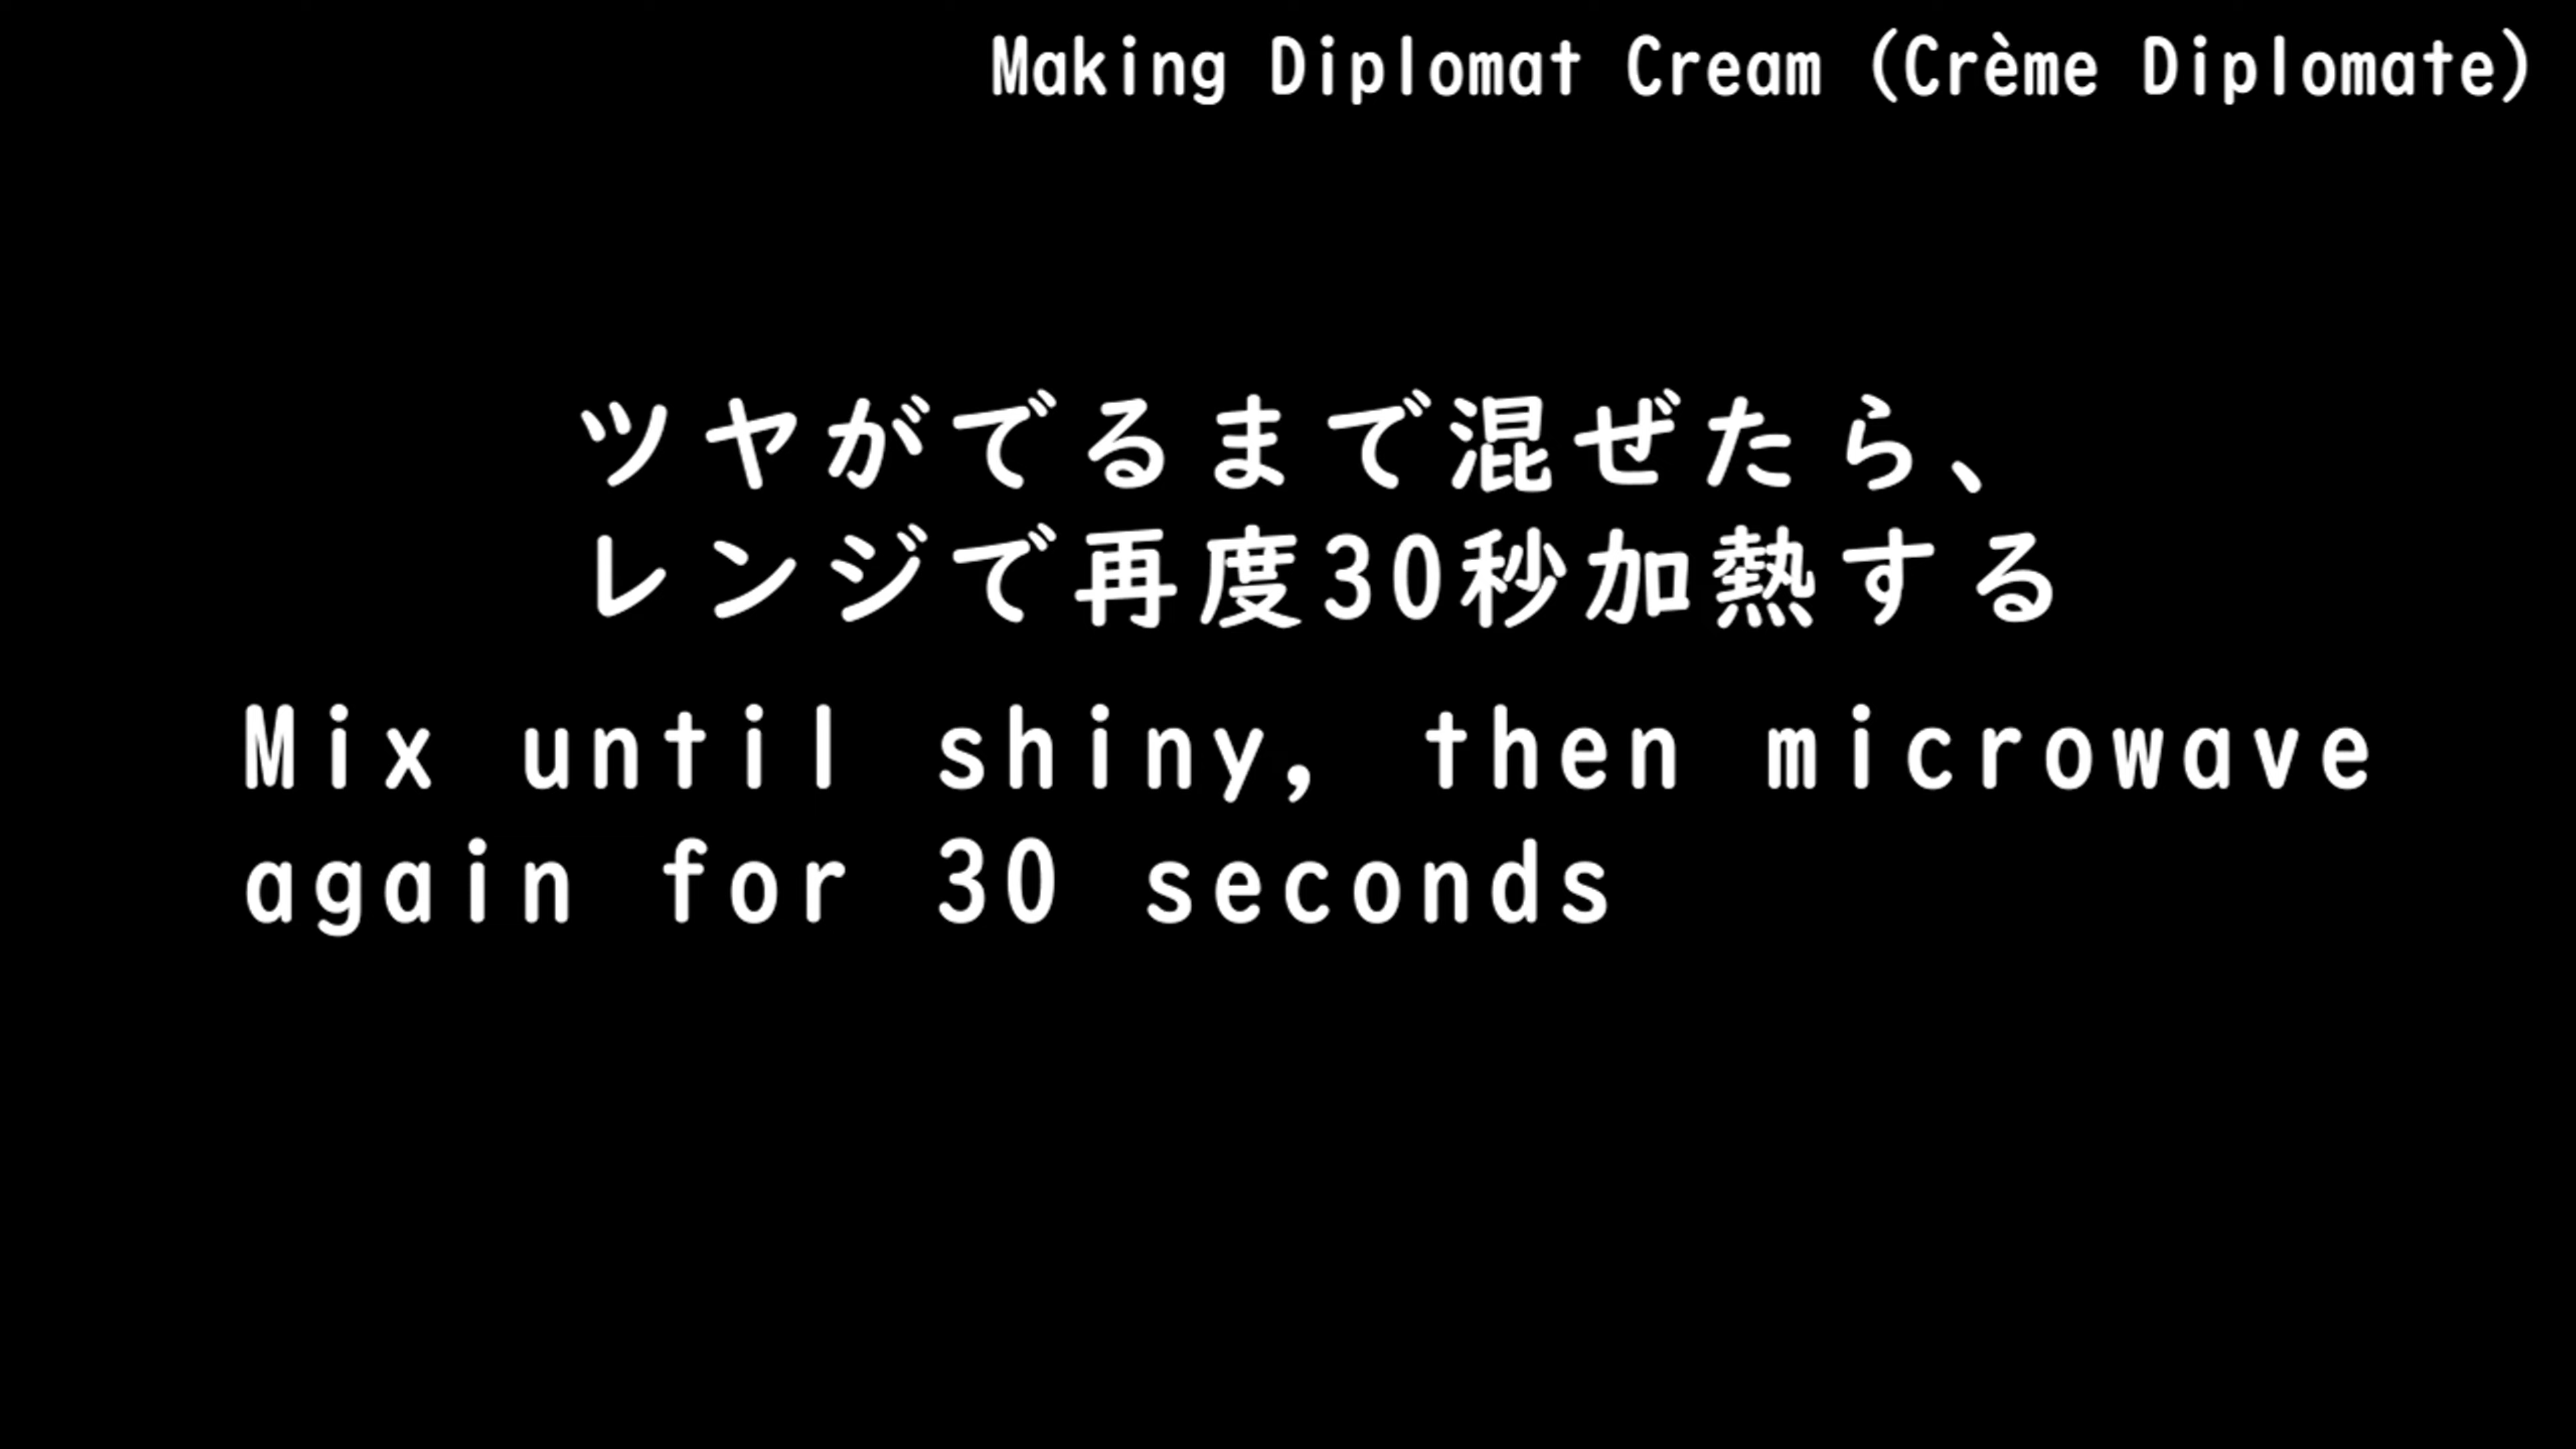 Making Diplomat Cream (Crème Diplomate)
ツヤがでるまで混ぜたら、
レンジで再度30秒加熱する
Mix until shiny, then microwave
again for 30 seconds